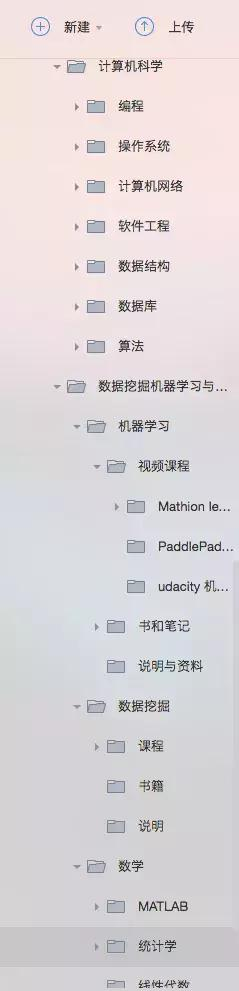 新建 上传
计算机科学
编程
操作系统
计算机网络
软件工程
数据结构
数据库
算法
数据挖掘机器学习与...
机器学习
视频课程
Mathion le...
PaddlePad...
udacity 机...
书和笔记
说明与资料
数据挖掘
课程
书籍
说明
数学
MATLAB
统计学
线性代数